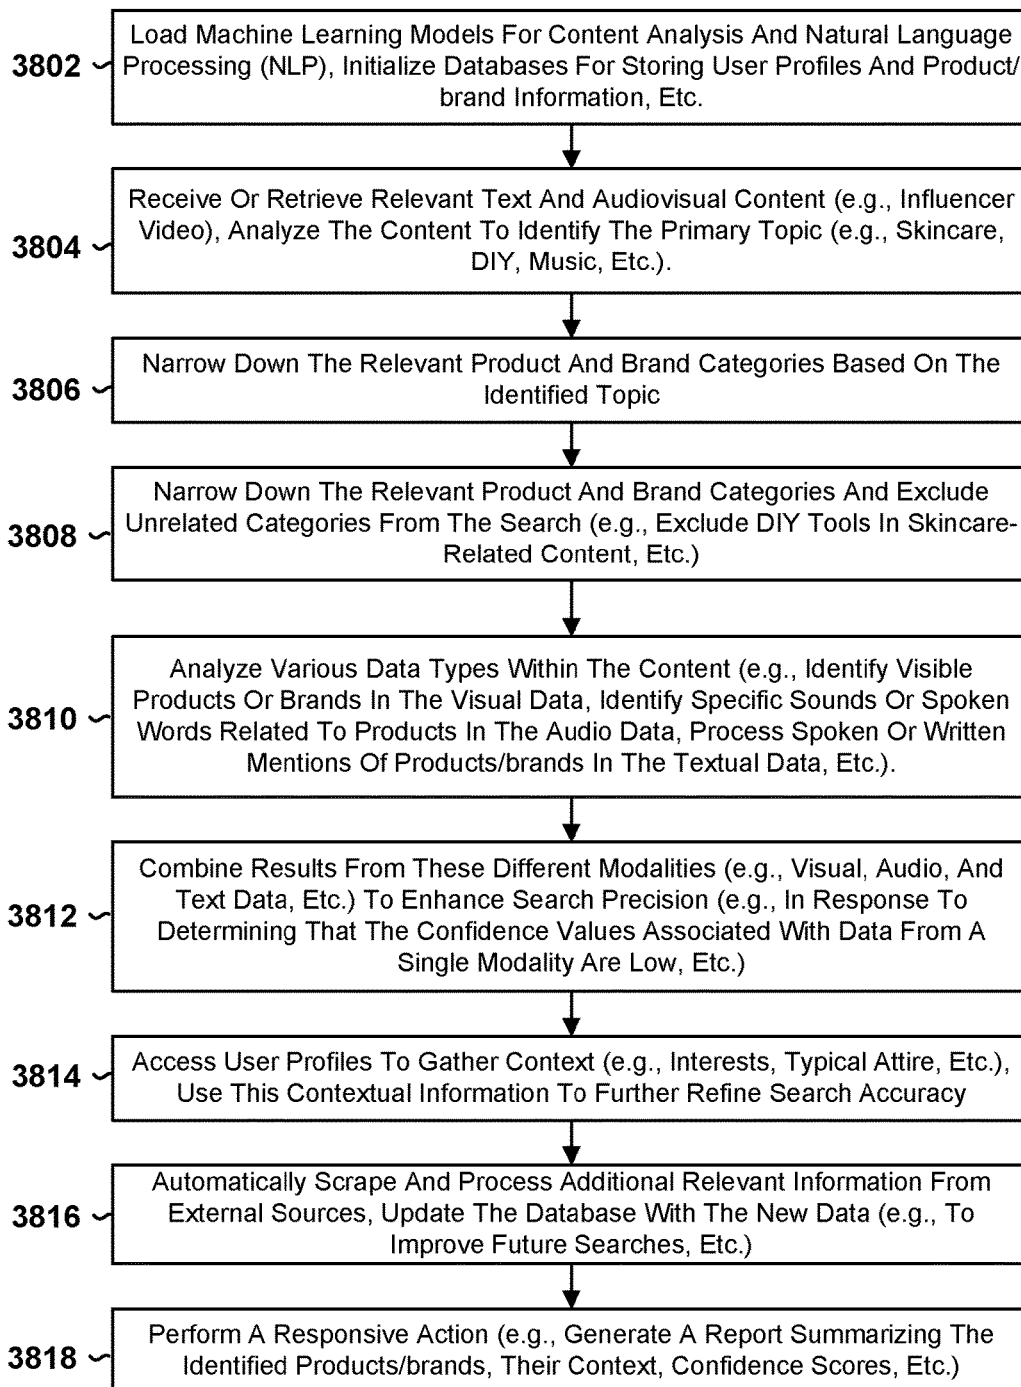 3802
Load Machine Learning Models For Content Analysis And Natural Language
Processing (NLP), Initialize Databases For Storing User Profiles And Product/
brand Information, Etc.
3804
Receive Or Retrieve Relevant Text And Audiovisual Content (e.g., Influencer
Video), Analyze The Content To Identify The Primary Topic (e.g., Skincare,
DIY, Music, Etc.).
3806
Narrow Down The Relevant Product And Brand Categories Based On The
Identified Topic
3808
Narrow Down The Relevant Product And Brand Categories And Exclude
Unrelated Categories From The Search (e.g., Exclude DIY Tools In Skincare-
Related Content, Etc.)
3810
Analyze Various Data Types Within The Content (e.g., Identify Visible
Products Or Brands In The Visual Data, Identify Specific Sounds Or Spoken
Words Related To Products In The Audio Data, Process Spoken Or Written
Mentions Of Products/brands In The Textual Data, Etc.).
3812
Combine Results From These Different Modalities (e.g., Visual, Audio, And
Text Data, Etc.) To Enhance Search Precision (e.g., In Response To
Determining That The Confidence Values Associated With Data From A
Single Modality Are Low, Etc.)
3814
Access User Profiles To Gather Context (e.g., Interests, Typical Attire, Etc.),
Use This Contextual Information To Further Refine Search Accuracy
3816
Automatically Scrape And Process Additional Relevant Information From
External Sources, Update The Database With The New Data (e.g., To
Improve Future Searches, Etc.)
3818
Perform A Responsive Action (e.g., Generate A Report Summarizing The
Identified Products/brands, Their Context, Confidence Scores, Etc.)